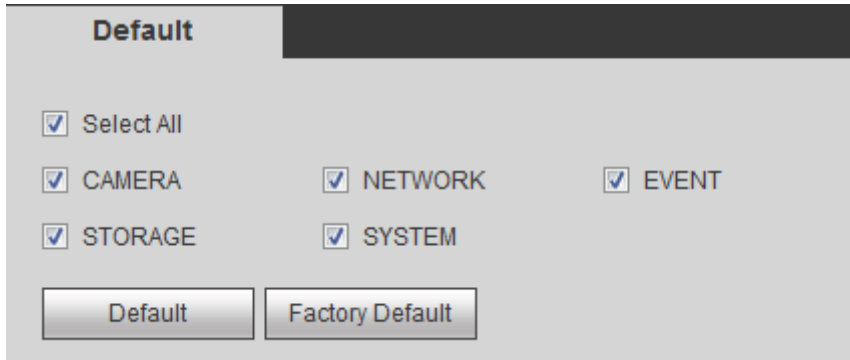 Default
Select All
CAMERA NETWORK EVENT
STORAGE SYSTEM
Default Factory Default